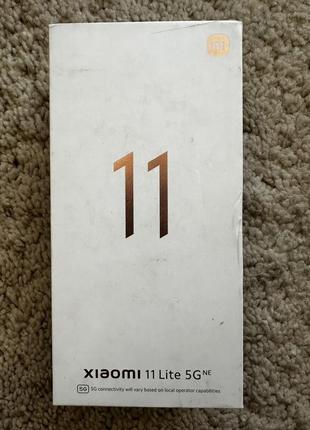 mi
11
xiaomi 11 Lite 5G NE
5G 5G connectivity will vary based on local operator capabilities